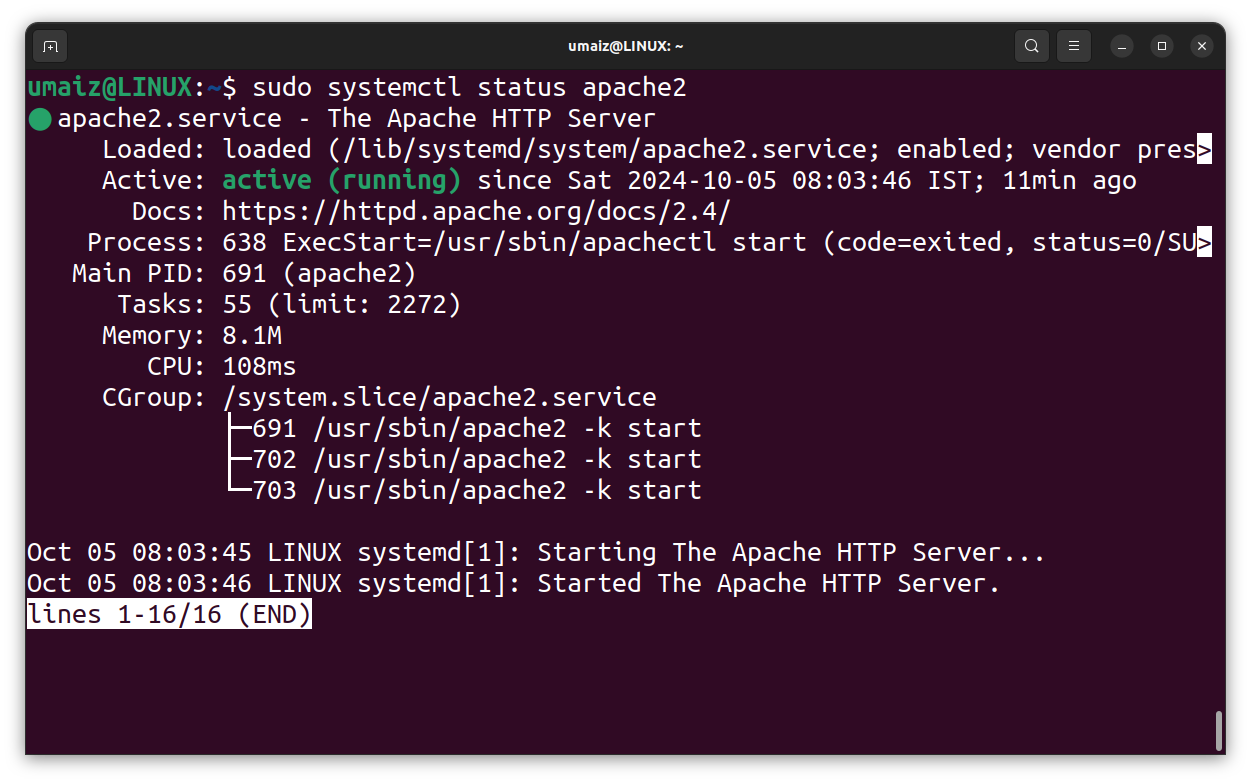 umaiz@LINUX: ~
umaiz@LINUX:~$ sudo systemctl status apache2
● apache2.service - The Apache HTTP Server
     Loaded: loaded (/lib/systemd/system/apache2.service; enabled; vendor pres>
     Active: active (running) since Sat 2024-10-05 08:03:46 IST; 11min ago
       Docs: https://httpd.apache.org/docs/2.4/
    Process: 638 ExecStart=/usr/sbin/apachectl start (code=exited, status=0/SU>
   Main PID: 691 (apache2)
      Tasks: 55 (limit: 2272)
     Memory: 8.1M
        CPU: 108ms
     CGroup: /system.slice/apache2.service
             ├─691 /usr/sbin/apache2 -k start
             ├─702 /usr/sbin/apache2 -k start
             └─703 /usr/sbin/apache2 -k start
Oct 05 08:03:45 LINUX systemd[1]: Starting The Apache HTTP Server...
Oct 05 08:03:46 LINUX systemd[1]: Started The Apache HTTP Server.
lines 1-16/16 (END)